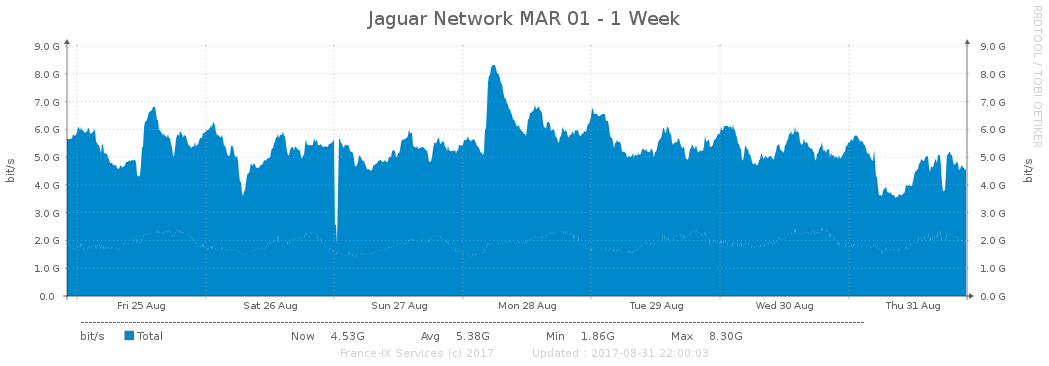 Jaguar Network MAR 01 - 1 Week
RRDTOOL / TOBI OETIKER
bit/s
9.0 G 9.0 G
8.0 G 8.0 G
7.0 G 7.0 G
6.0 G 6.0 G
5.0 G 5.0 G
4.0 G 4.0 G
3.0 G 3.0 G
2.0 G 2.0 G
1.0 G 1.0 G
0.0 0.0 G
bit/s
Fri 25 Aug Sat 26 Aug Sun 27 Aug Mon 28 Aug Tue 29 Aug Wed 30 Aug Thu 31 Aug
bit/s Total Now 4.53G Avg 5.38G Min 1.86G Max 8.30G
France-IX Services (c) 2017 Updated : 2017-08-31 22:00:03